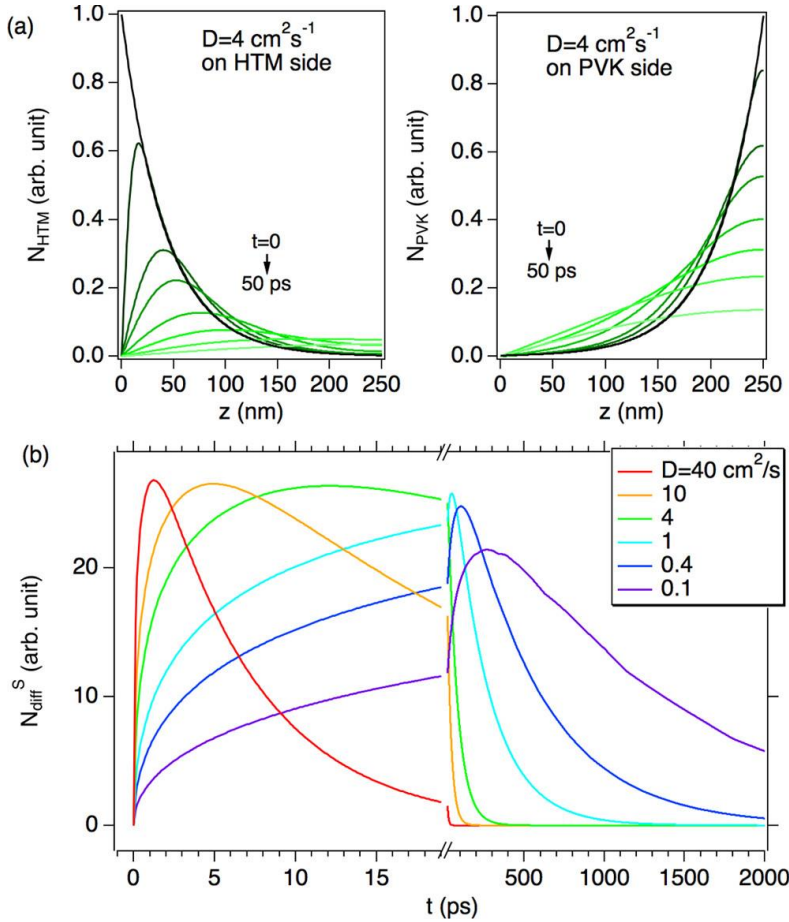 (a)
D=4 cm²s⁻¹
on HTM side
N_HTM (arb. unit)
1.0
0.8
0.6
0.4
0.2
0.0
t=0
50 ps
0 50 100 150 200 250
z (nm)
D=4 cm²s⁻¹
on PVK side
N_PVK (arb. unit)
1.0
0.8
0.6
0.4
0.2
0.0
t=0
50 ps
0 50 100 150 200 250
z (nm)
(b)
N_diff^S (arb. unit)
20
10
0
D=40 cm²/s
10
4
1
0.4
0.1
0 5 10 15 500 1000 1500 2000
t (ps)